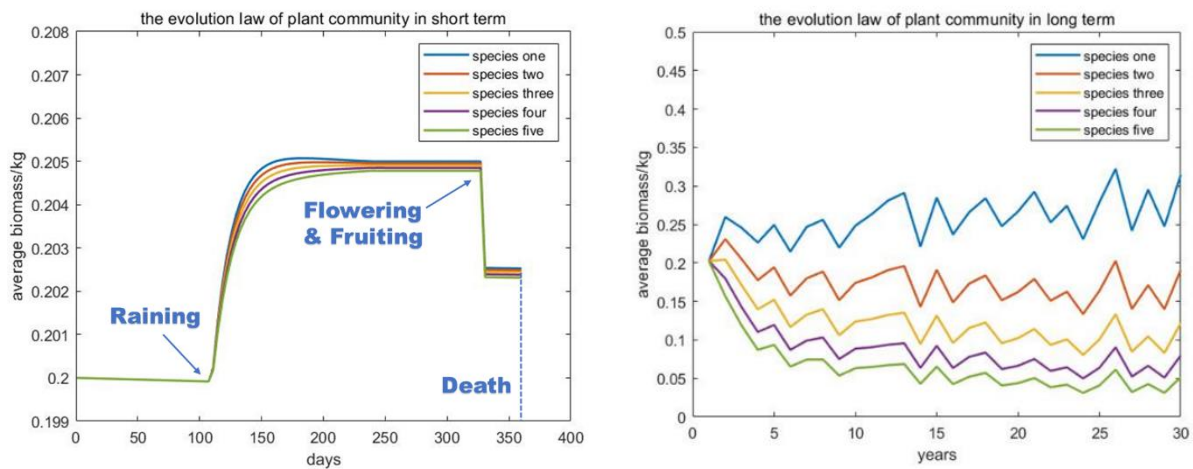 the evolution law of plant community in short term
0.208
0.207
0.206
0.205
0.204
0.203
0.202
0.201
0.2
0.199
average biomass/kg
species one
species two
species three
species four
species five
Flowering
& Fruiting
Raining
Death
0 50 100 150 200 250 300 350 400
days
the evolution law of plant community in long term
0.5
0.45
0.4
0.35
0.3
0.25
0.2
0.15
0.1
0.05
0
average biomass/kg
species one
species two
species three
species four
species five
0 5 10 15 20 25 30
years